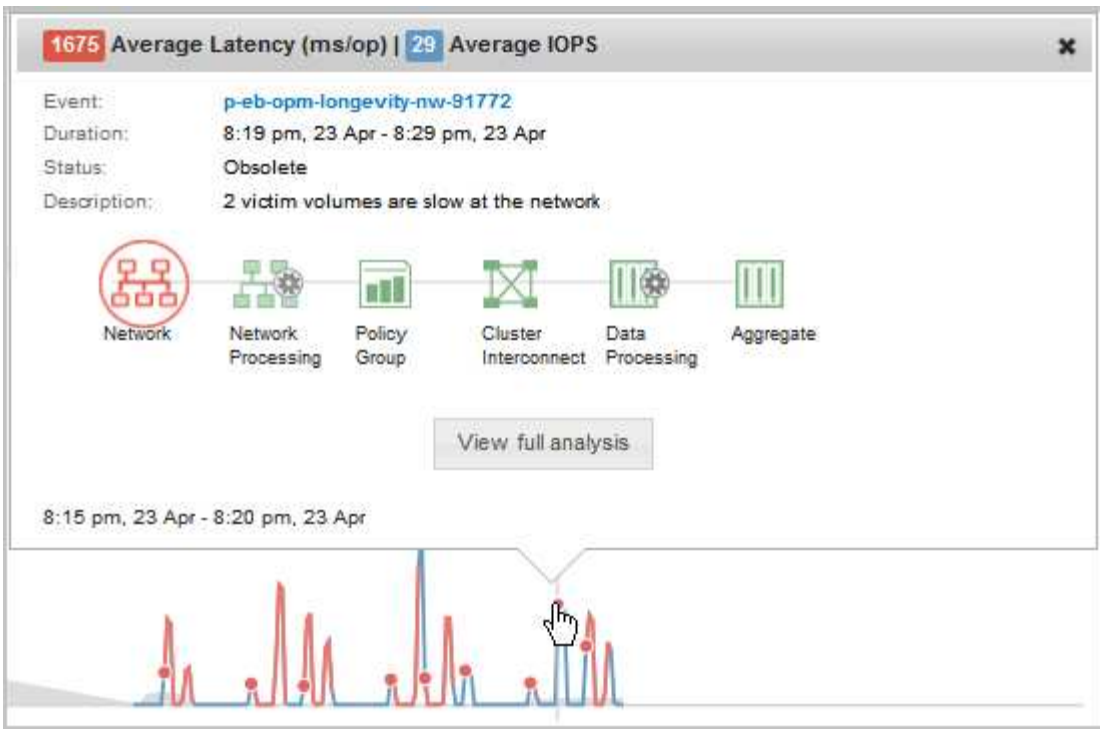 1675 Average Latency (ms/op) | 29 Average IOPS
Event: p-eb-opm-longevity-nw-91772
Duration: 8:19 pm, 23 Apr - 8:29 pm, 23 Apr
Status: Obsolete
Description: 2 victim volumes are slow at the network
Network Network Policy Cluster Data Aggregate
Processing Group Interconnect Processing
View full analysis
8:15 pm, 23 Apr - 8:20 pm, 23 Apr